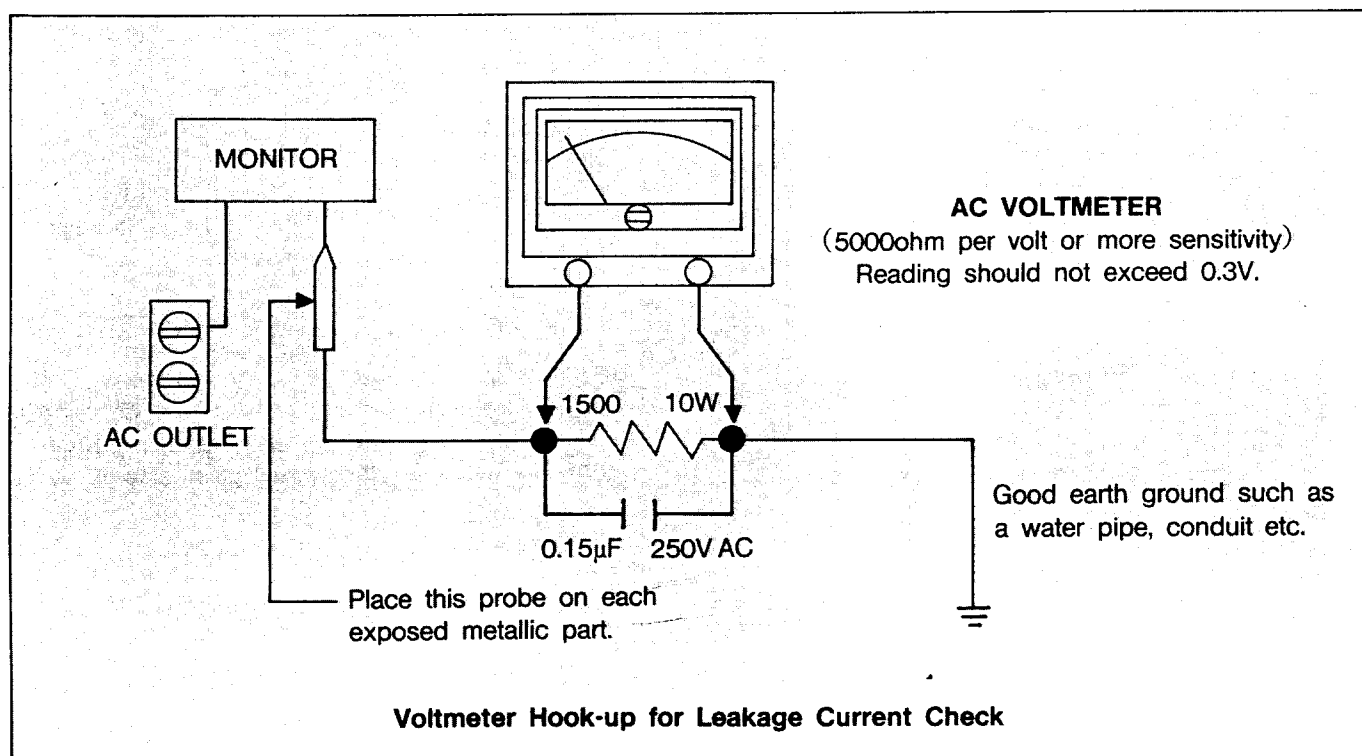 MONITOR
AC VOLTMETER
(5000ohm per volt or more sensitivity)
Reading should not exceed 0.3V.
AC OUTLET
1500 10W
0.15µF 250V AC
Good earth ground such as
a water pipe, conduit etc.
Place this probe on each
exposed metallic part.
Voltmeter Hook-up for Leakage Current Check